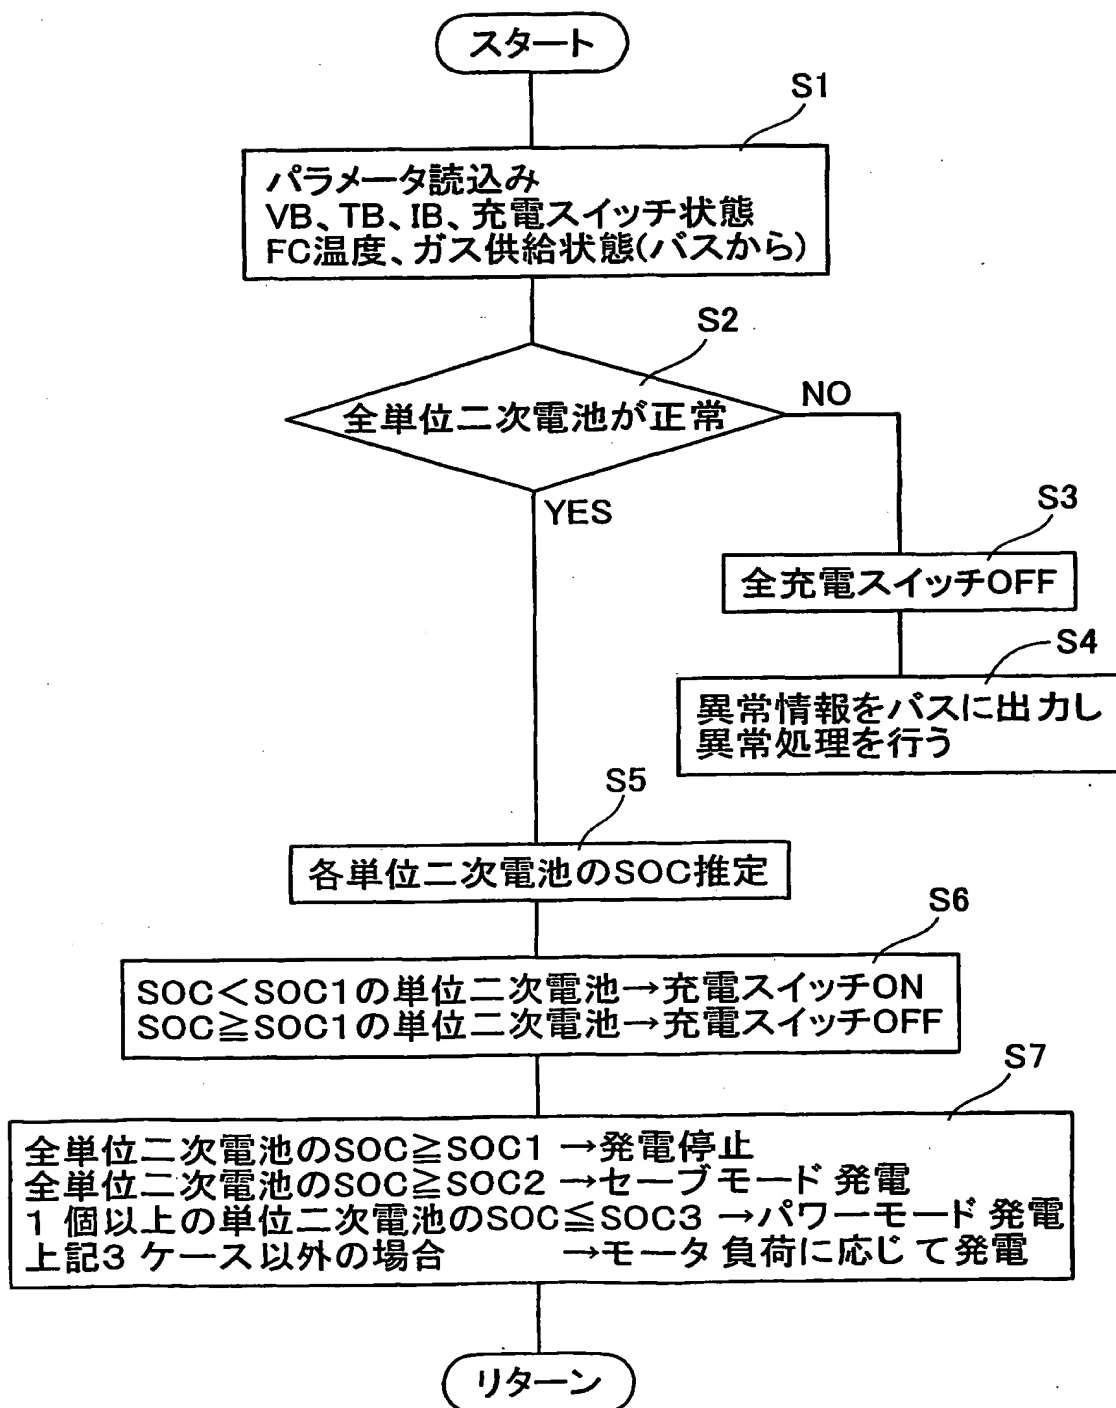 スタート
S1
パラメータ読込み
VB、TB、IB、充電スイッチ状態
FC温度、ガス供給状態(バスから)
S2
全単位二次電池が正常
NO
YES
S3
全充電スイッチOFF
S4
異常情報をバスに出力し
異常処理を行う
S5
各単位二次電池のSOC推定
S6
SOC<SOC1の単位二次電池→充電スイッチON
SOC≧SOC1の単位二次電池→充電スイッチOFF
S7
全単位二次電池のSOC≧SOC1 →発電停止
全単位二次電池のSOC≧SOC2 →セーブモード 発電
1 個以上の単位二次電池のSOC≦SOC3 →パワーモード 発電
上記3 ケース以外の場合 →モータ 負荷に応じ て発電
リターン